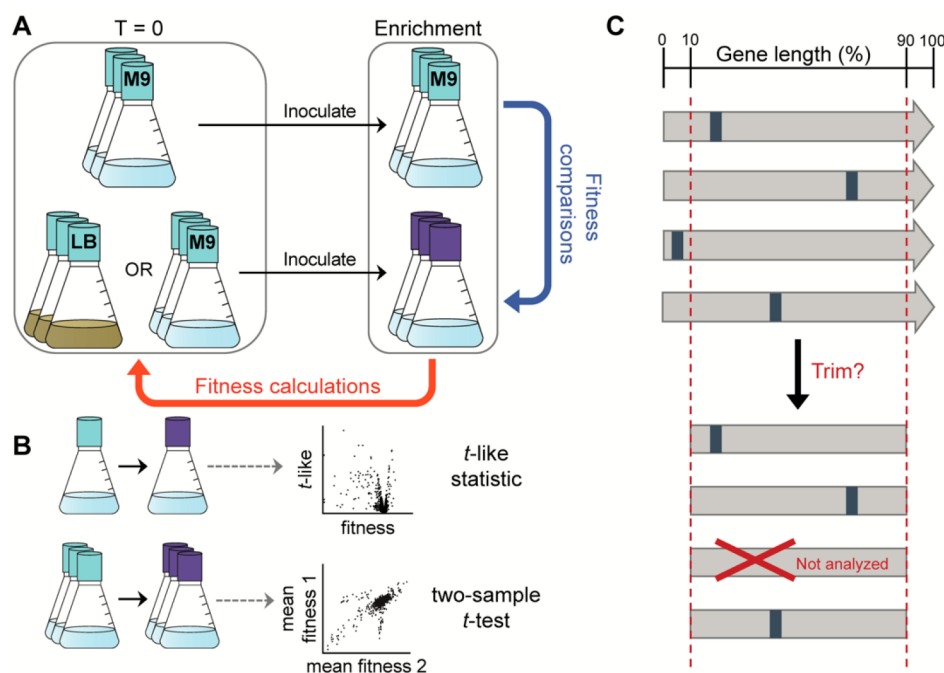 A
T = 0
Enrichment
M9
Inoculate
M9
Fitness
comparisons
LB
OR
M9
Inoculate
Fitness calculations
B
t-like
fitness
t-like
statistic
mean
fitness 1
mean fitness 2
two-sample
t-test
C
0 10 90 100
Gene length (%)
Trim?
Not analyzed